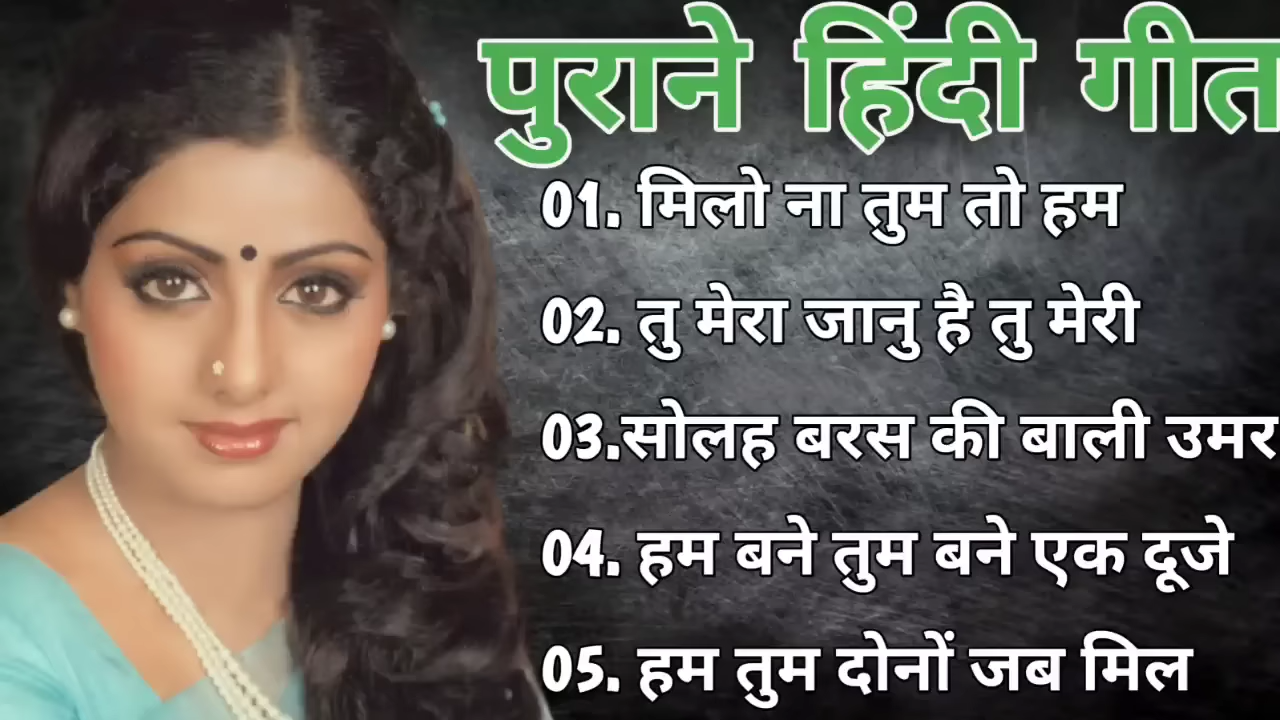 पुराने हिंदी गीत
01. मिलो ना तुम तो हम
02. तु मेरा जानु है तु मेरी
03.सोलह बरस की बाली उमर
04. हम बने तुम बने एक दूजे
05. हम तुम दोनों जब मिल